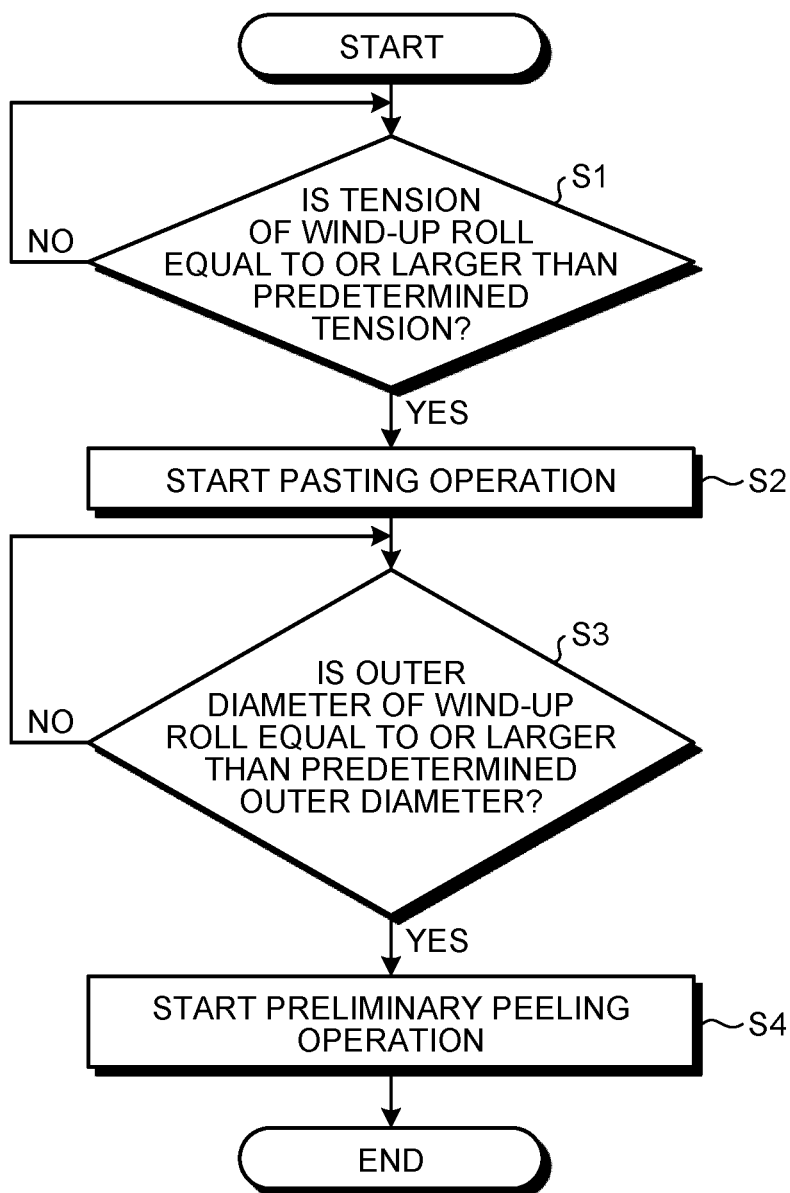 START
S1
IS TENSION
OF WIND-UP ROLL
EQUAL TO OR LARGER THAN
PREDETERMINED
TENSION?
NO
YES
START PASTING OPERATION
S2
S3
IS OUTER
DIAMETER OF WIND-UP
ROLL EQUAL TO OR LARGER
THAN PREDETERMINED
OUTER DIAMETER?
NO
YES
START PRELIMINARY PEELING
OPERATION
S4
END